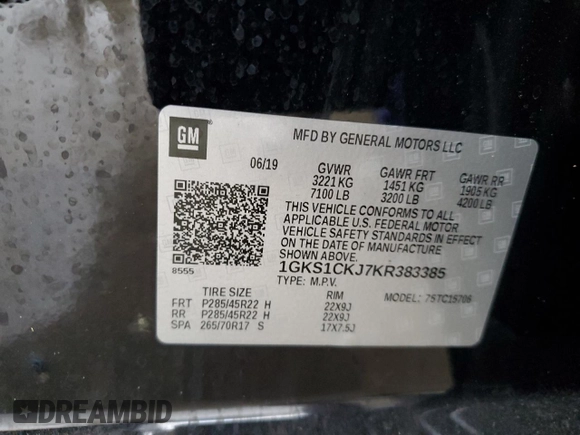 GM
MFD BY GENERAL MOTORS LLC
06/19 GVWR GAWR FRT GAWR RR
3221 KG 1451 KG 1905 KG
7100 LB 3200 LB 4200 LB
THIS VEHICLE CONFORMS TO ALL
APPLICABLE U.S. FEDERAL MOTOR
VEHICLE SAFETY STANDARDS IN EFFECT
ON THE DATE OF MANUFACTURE
SHOWN ABOVE.
8555
1GKS1CKJ7KR383385
TYPE: M.P.V. MODEL:
TIRE SIZE RIM
FRT P285/45R22 H 22X9J
RR P285/45R22 H 22X9J
SPA 265/70R17 S 17X7.5J
DREAMBID